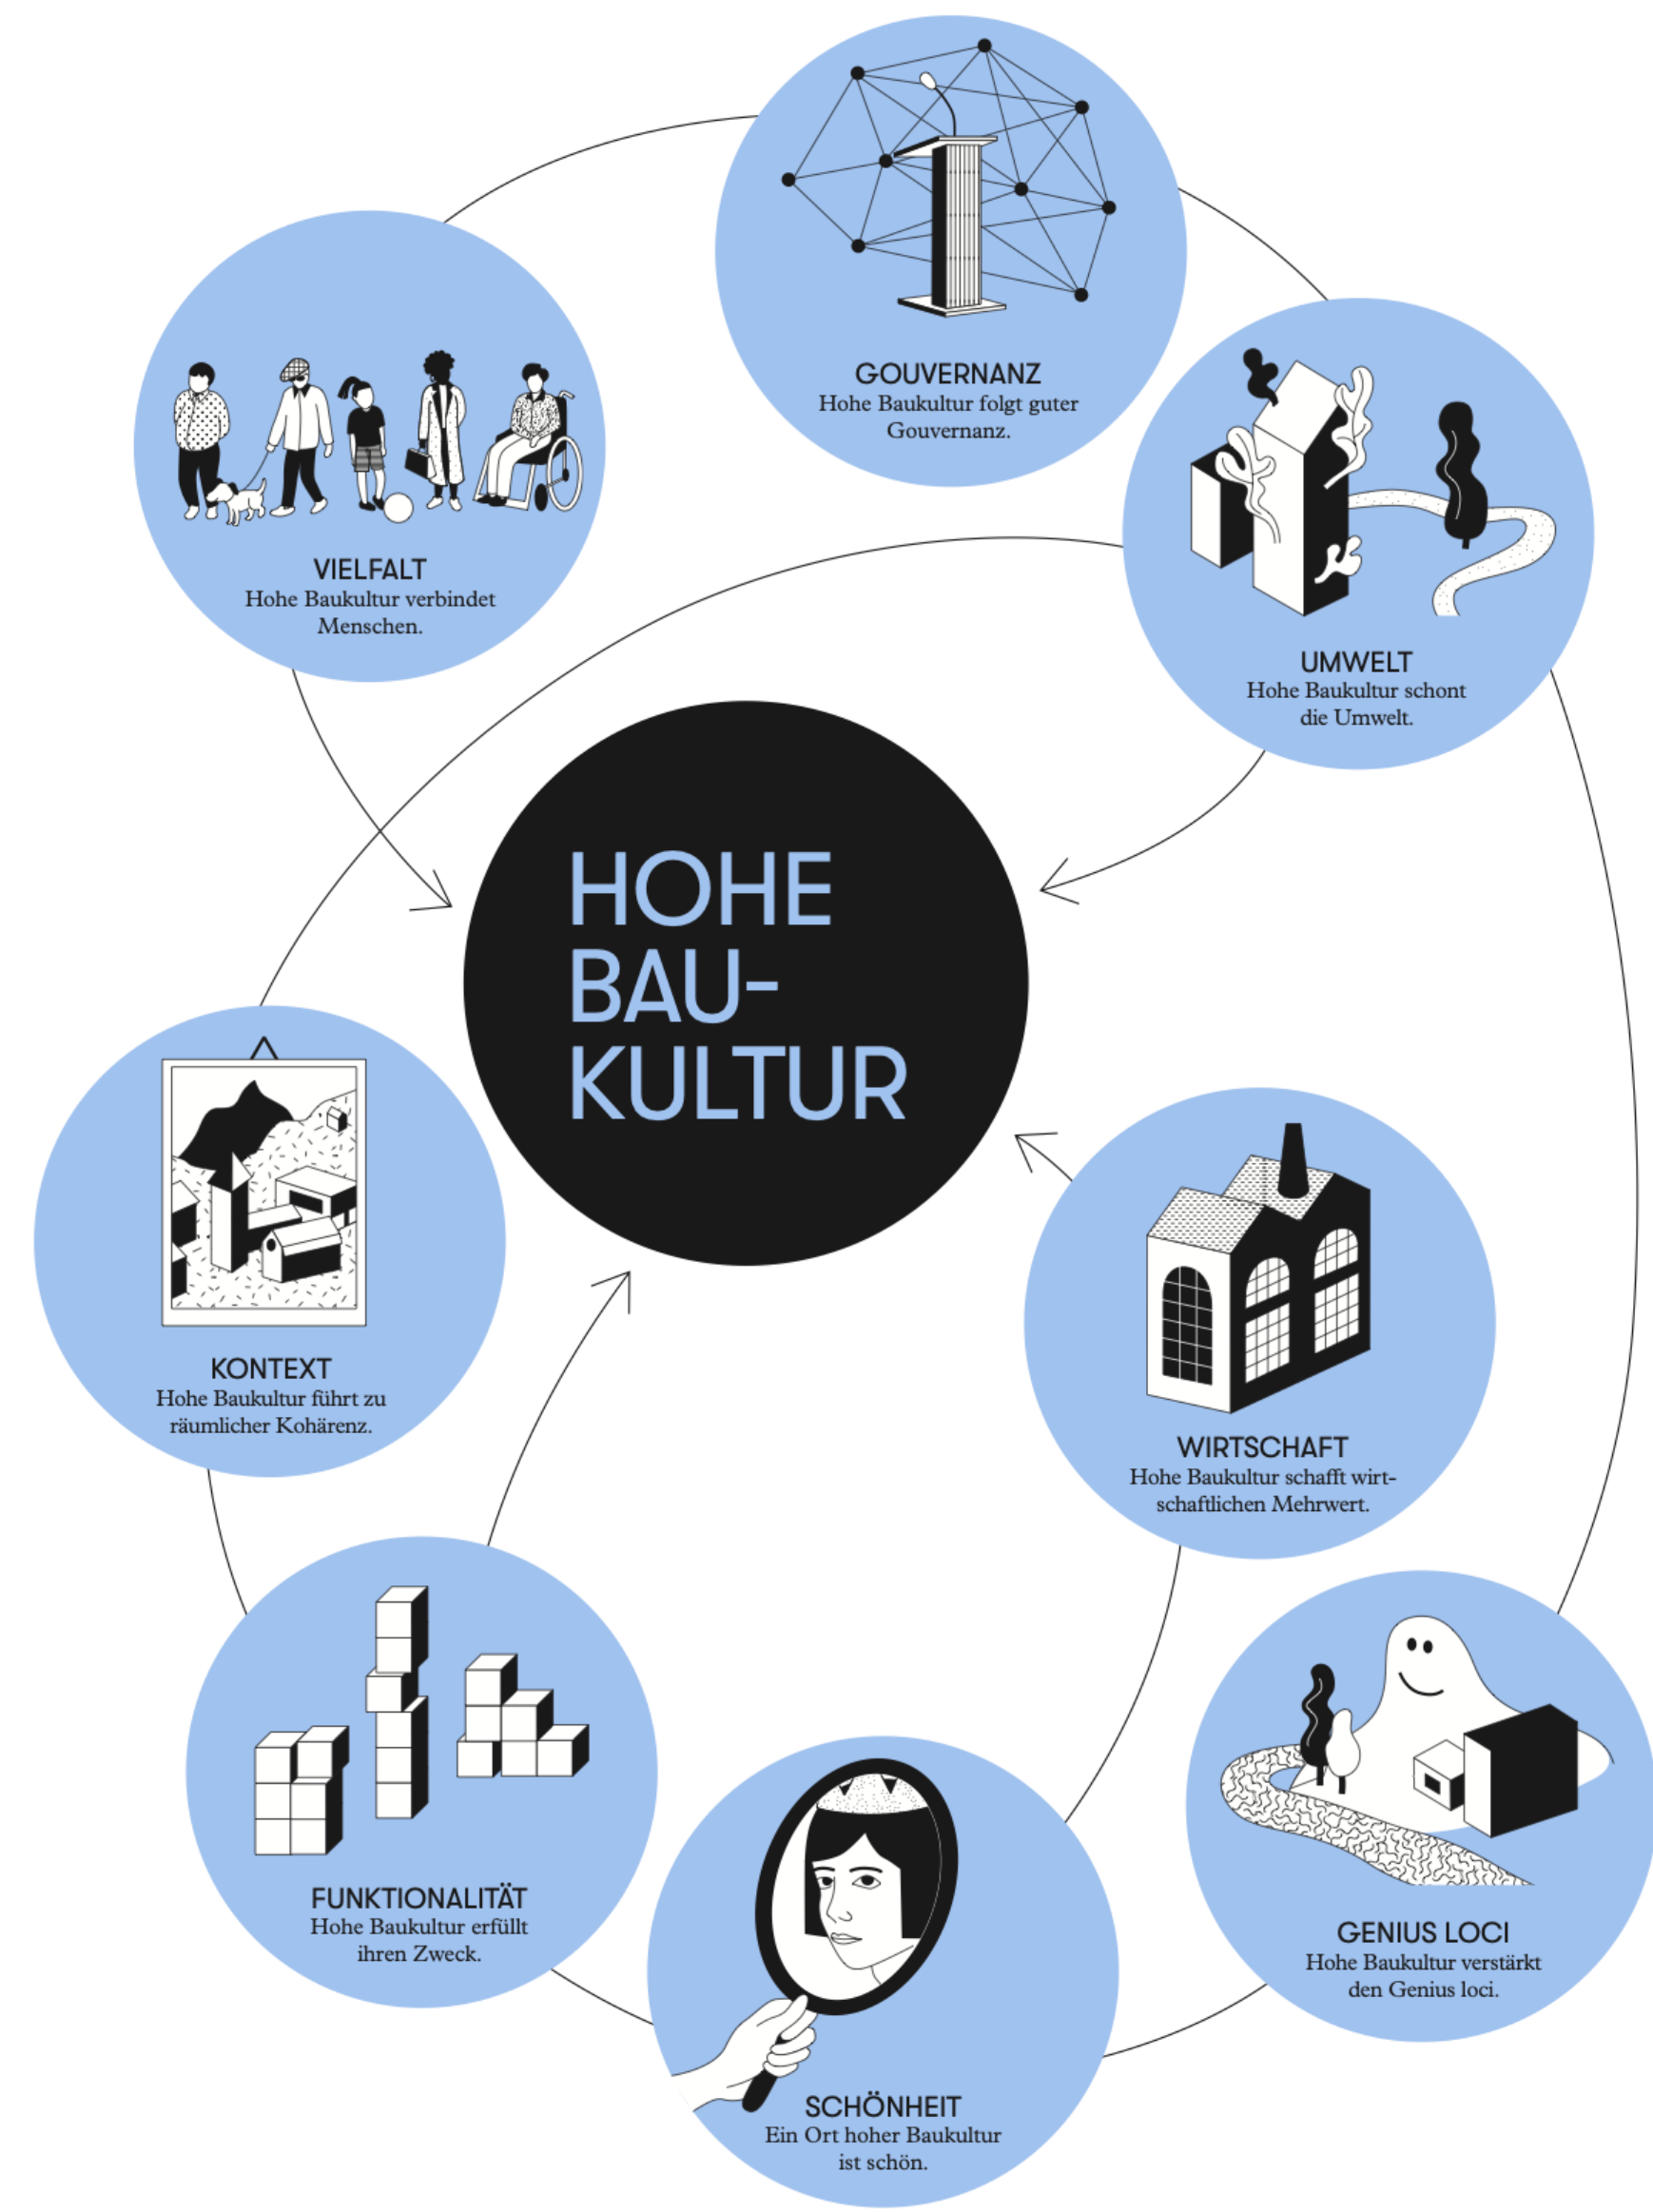 GOUVERNANZ
Hohe Baukultur folgt guter
Gouvernanz.
VIELFALT
Hohe Baukultur verbindet
Menschen.
UMWELT
Hohe Baukultur schont
die Umwelt.
HOHE
BAU-
KULTUR
KONTEXT
Hohe Baukultur führt zu
räumlicher Kohärenz.
WIRTSCHAFT
Hohe Baukultur schafft wirt-
schaftlichen Mehrwert.
FUNKTIONALITÄT
Hohe Baukultur erfüllt
ihren Zweck.
GENIUS LOCI
Hohe Baukultur verstärkt
den Genius loci.
SCHÖNHEIT
Ein Ort hoher Baukultur
ist schön.